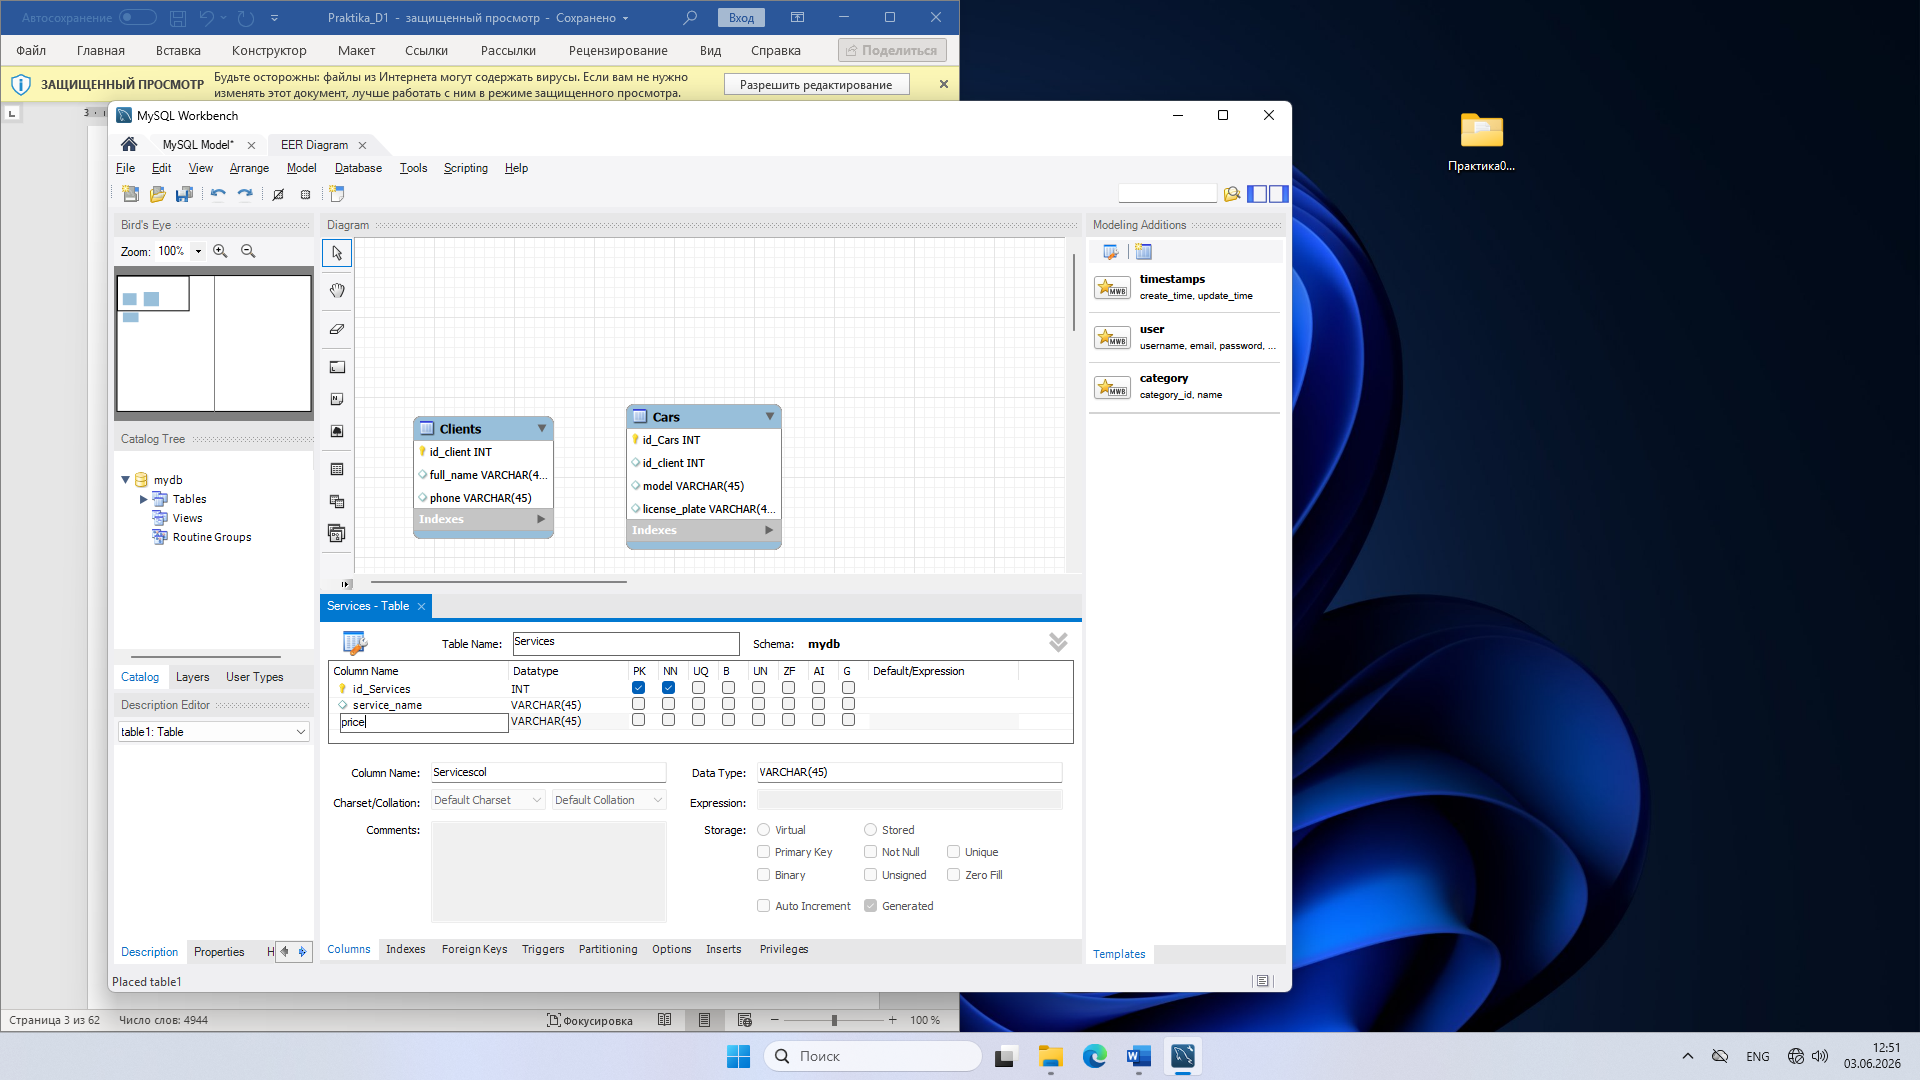 Автосохранение
Praktika_D1 - защищенный просмотр - Сохранено
Вход
Файл Главная Вставка Конструктор Макет Ссылки Рассылки Рецензирование Вид Справка Поделиться
ЗАЩИЩЕННЫЙ ПРОСМОТР
Будьте осторожны: файлы из Интернета могут содержать вирусы. Если вам не нужно
изменять этот документ, лучше работать с ним в режиме защищенного просмотра.
Разрешить редактирование
3
MySQL Workbench
MySQL Model*
EER Diagram
File Edit View Arrange Model Database Tools Scripting Help
Bird's Eye
Zoom: 100%
Catalog Tree
mydb
Tables
Views
Routine Groups
Catalog Layers User Types
Description Editor
table1: Table
Description Properties H
Diagram
Clients
id_client INT
full_name VARCHAR(4...
phone VARCHAR(45)
Indexes
Cars
id_Cars INT
id_client INT
model VARCHAR(45)
license_plate VARCHAR(4...
Indexes
Services - Table
Table Name: Services Schema: mydb
Column Name Datatype PK NN UQ B UN ZF AI G Default/Expression
id_Services INT
service_name VARCHAR(45)
price VARCHAR(45)
Column Name: Servicescol Data Type: VARCHAR(45)
Charset/Collation: Default Charset Default Collation Expression:
Comments: Storage: Virtual Stored
Primary Key Not Null Unique
Binary Unsigned Zero Fill
Auto Increment Generated
Columns Indexes Foreign Keys Triggers Partitioning Options Inserts Privileges
Modeling Additions
MWB
timestamps
create_time, update_time
MWB
user
username, email, password, ...
MWB
category
category_id, name
Templates
Placed table1
Страница 3 из 62 Число слов: 4944 Фокусировка 100 %
Практика0...
Поиск
ENG
12:51
03.06.2026